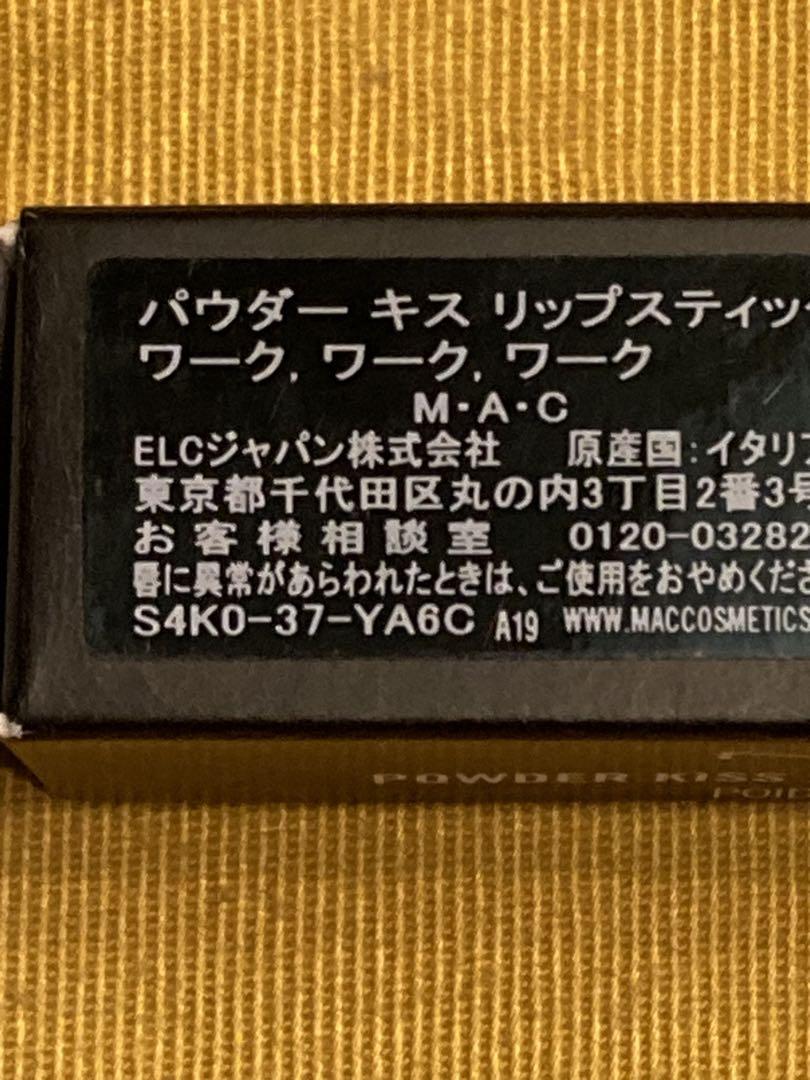 パウダー キス リップスティッ
ワーク, ワーク, ワーク
M・A・C
ELCジャパン株式会社 原産国:イタリア
東京都千代田区丸の内3丁目2番3号
お客様相談室 0120-03282
唇に異常があらわれたときは、ご使用をおやめくださ
S4K0-37-YA6C A19 WWW.MACCOSMETICS
POWDER KISS